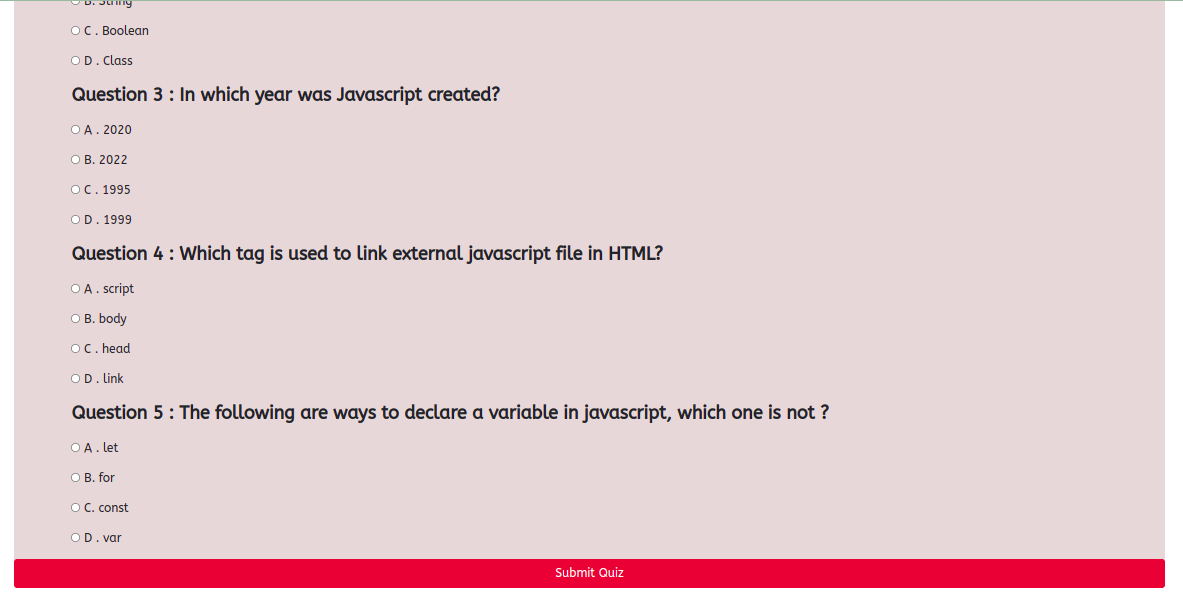 B. String
C . Boolean
D . Class
Question 3 : In which year was Javascript created?
A . 2020
B. 2022
C . 1995
D . 1999
Question 4 : Which tag is used to link external javascript file in HTML?
A . script
B. body
C . head
D . link
Question 5 : The following are ways to declare a variable in javascript, which one is not ?
A . let
B. for
C. const
D . var
Submit Quiz